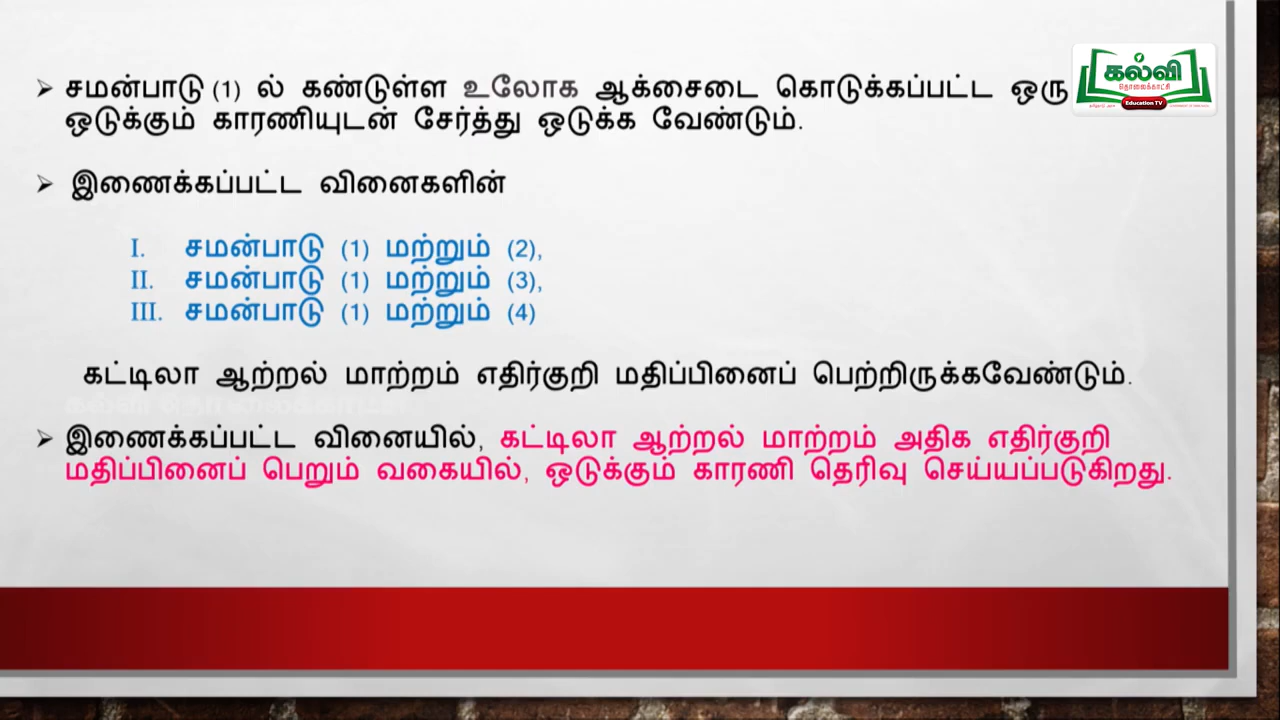 சமன்பாடு (1) ல் கண்டுள்ள உலோக ஆக்சைடை கொடுக்கப்பட்ட ஒரு
ஒடுக்கும் காரணியுடன் சேர்த்து ஒடுக்க வேண்டும்.
இணைக்கப்பட்ட வினைகளின்
I. சமன்பாடு (1) மற்றும் (2),
II. சமன்பாடு (1) மற்றும் (3),
III. சமன்பாடு (1) மற்றும் (4)
கட்டிலா ஆற்றல் மாற்றம் எதிர்குறி மதிப்பினைப் பெற்றிருக்கவேண்டும்.
இணைக்கப்பட்ட வினையில், கட்டிலா ஆற்றல் மாற்றம் அதிக எதிர்குறி
மதிப்பினைப் பெறும் வகையில், ஒடுக்கும் காரணி தெரிவு செய்யப்படுகிறது.
கல்வி
தொலைக்காட்சி
Education TV